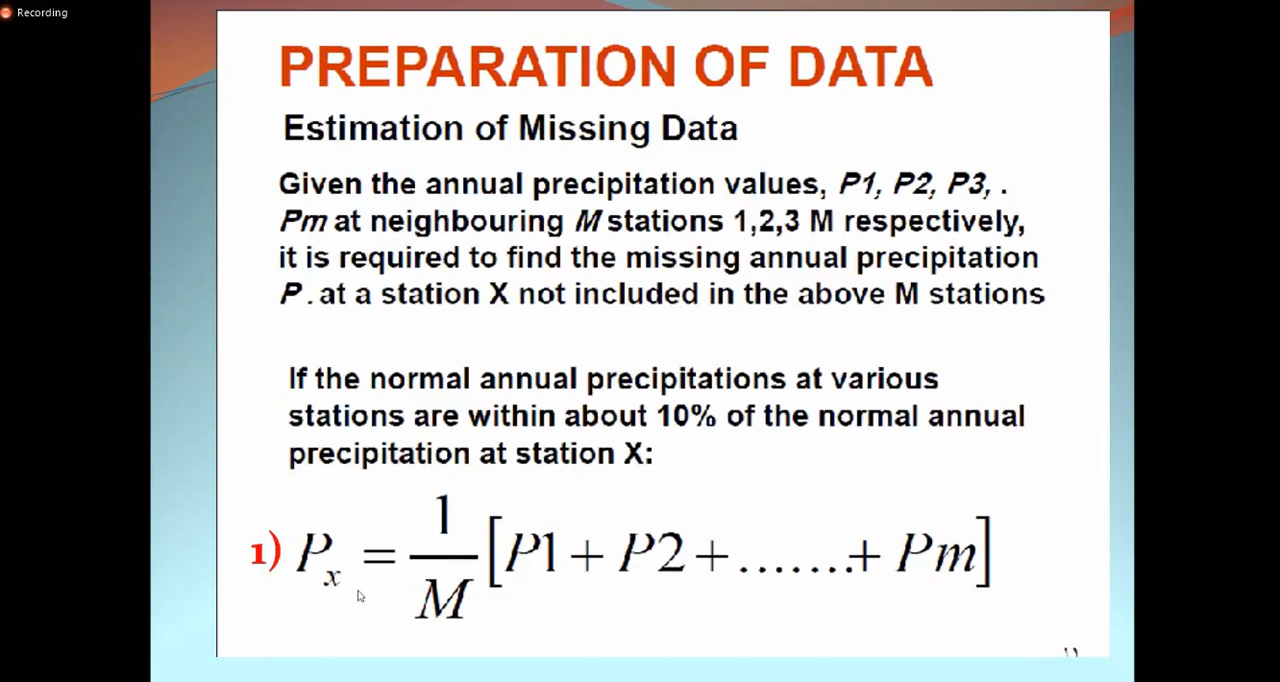 Recording
PREPARATION OF DATA
Estimation of Missing Data
Given the annual precipitation values, P1, P2, P3, .
Pm at neighbouring M stations 1,2,3 M respectively,
it is required to find the missing annual precipitation
P . at a station X not included in the above M stations
If the normal annual precipitations at various
stations are within about 10% of the normal annual
precipitation at station X:
1) Pₓ = 1/M [P1 + P2 + ....... + Pm]